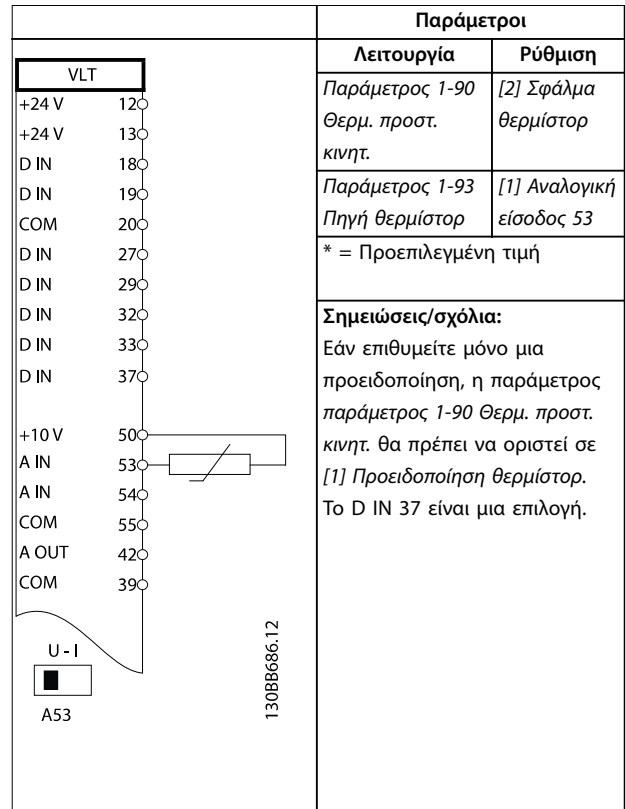 VLT
+24 V 12
+24 V 13
D IN 18
D IN 19
COM 20
D IN 27
D IN 29
D IN 32
D IN 33
D IN 37
+10 V 50
A IN 53
A IN 54
COM 55
A OUT 42
COM 39
U - I
A53
130BB686.12
Παράμετροι
Λειτουργία Ρύθμιση
Παράμετρος 1-90 [2] Σφάλμα
Θερμ. προστ. θερμίστορ
κινητ.
Παράμετρος 1-93 [1] Αναλογική
Πηγή θερμίστορ είσοδος 53
* = Προεπιλεγμένη τιμή
Σημειώσεις/σχόλια:
Εάν επιθυμείτε μόνο μια
προειδοποίηση, η παράμετρος
παράμετρος 1-90 Θερμ. προστ.
κινητ. θα πρέπει να οριστεί σε
[1] Προειδοποίηση θερμίστορ.
Το D IN 37 είναι μια επιλογή.